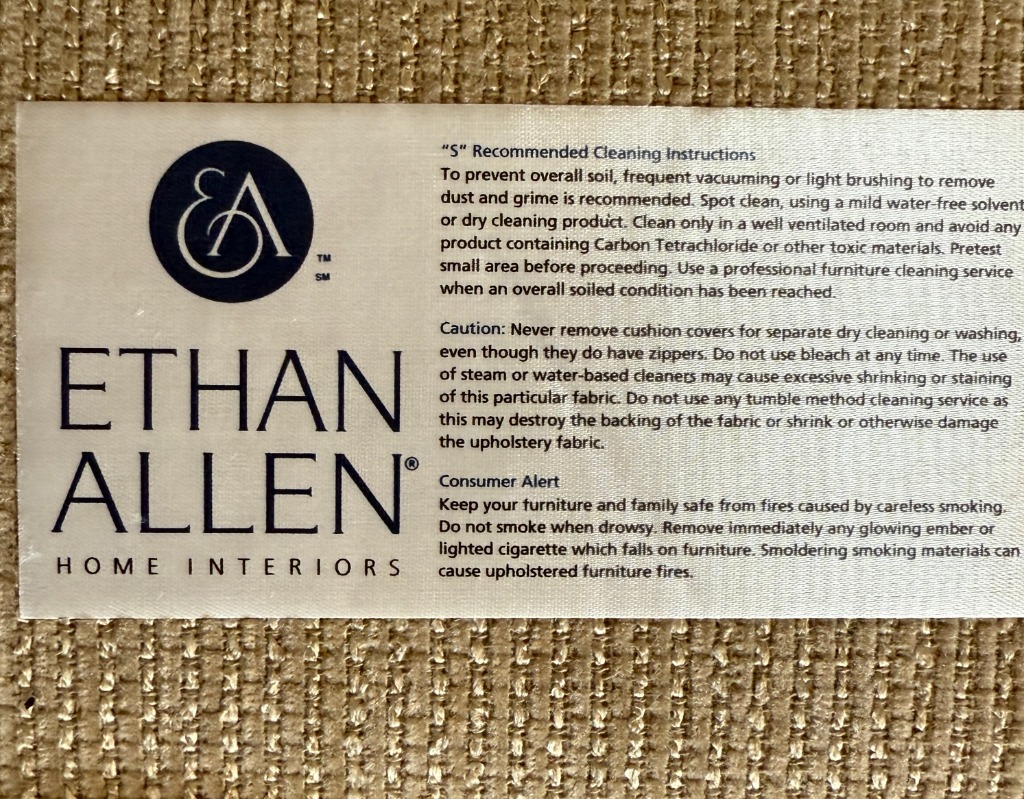 EA
TM
SM
ETHAN
ALLEN®
HOME INTERIORS
“S” Recommended Cleaning Instructions
To prevent overall soil, frequent vacuuming or light brushing to remove
dust and grime is recommended. Spot clean, using a mild water-free solvent
or dry cleaning product. Clean only in a well ventilated room and avoid any
product containing Carbon Tetrachloride or other toxic materials. Pretest
small area before proceeding. Use a professional furniture cleaning service
when an overall soiled condition has been reached.
Caution: Never remove cushion covers for separate dry cleaning or washing,
even though they do have zippers. Do not use bleach at any time. The use
of steam or water-based cleaners may cause excessive shrinking or staining
of this particular fabric. Do not use any tumble method cleaning service as
this may destroy the backing of the fabric or shrink or otherwise damage
the upholstery fabric.
Consumer Alert
Keep your furniture and family safe from fires caused by careless smoking.
Do not smoke when drowsy. Remove immediately any glowing ember or
lighted cigarette which falls on furniture. Smoldering smoking materials can
cause upholstered furniture fires.